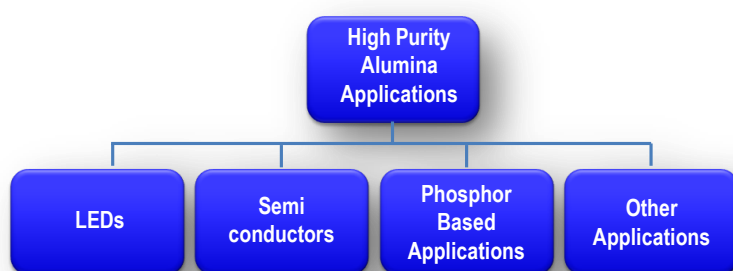 High Purity
Alumina
Applications
LEDs
Semi
conductors
Phosphor
Based
Applications
Other
Applications